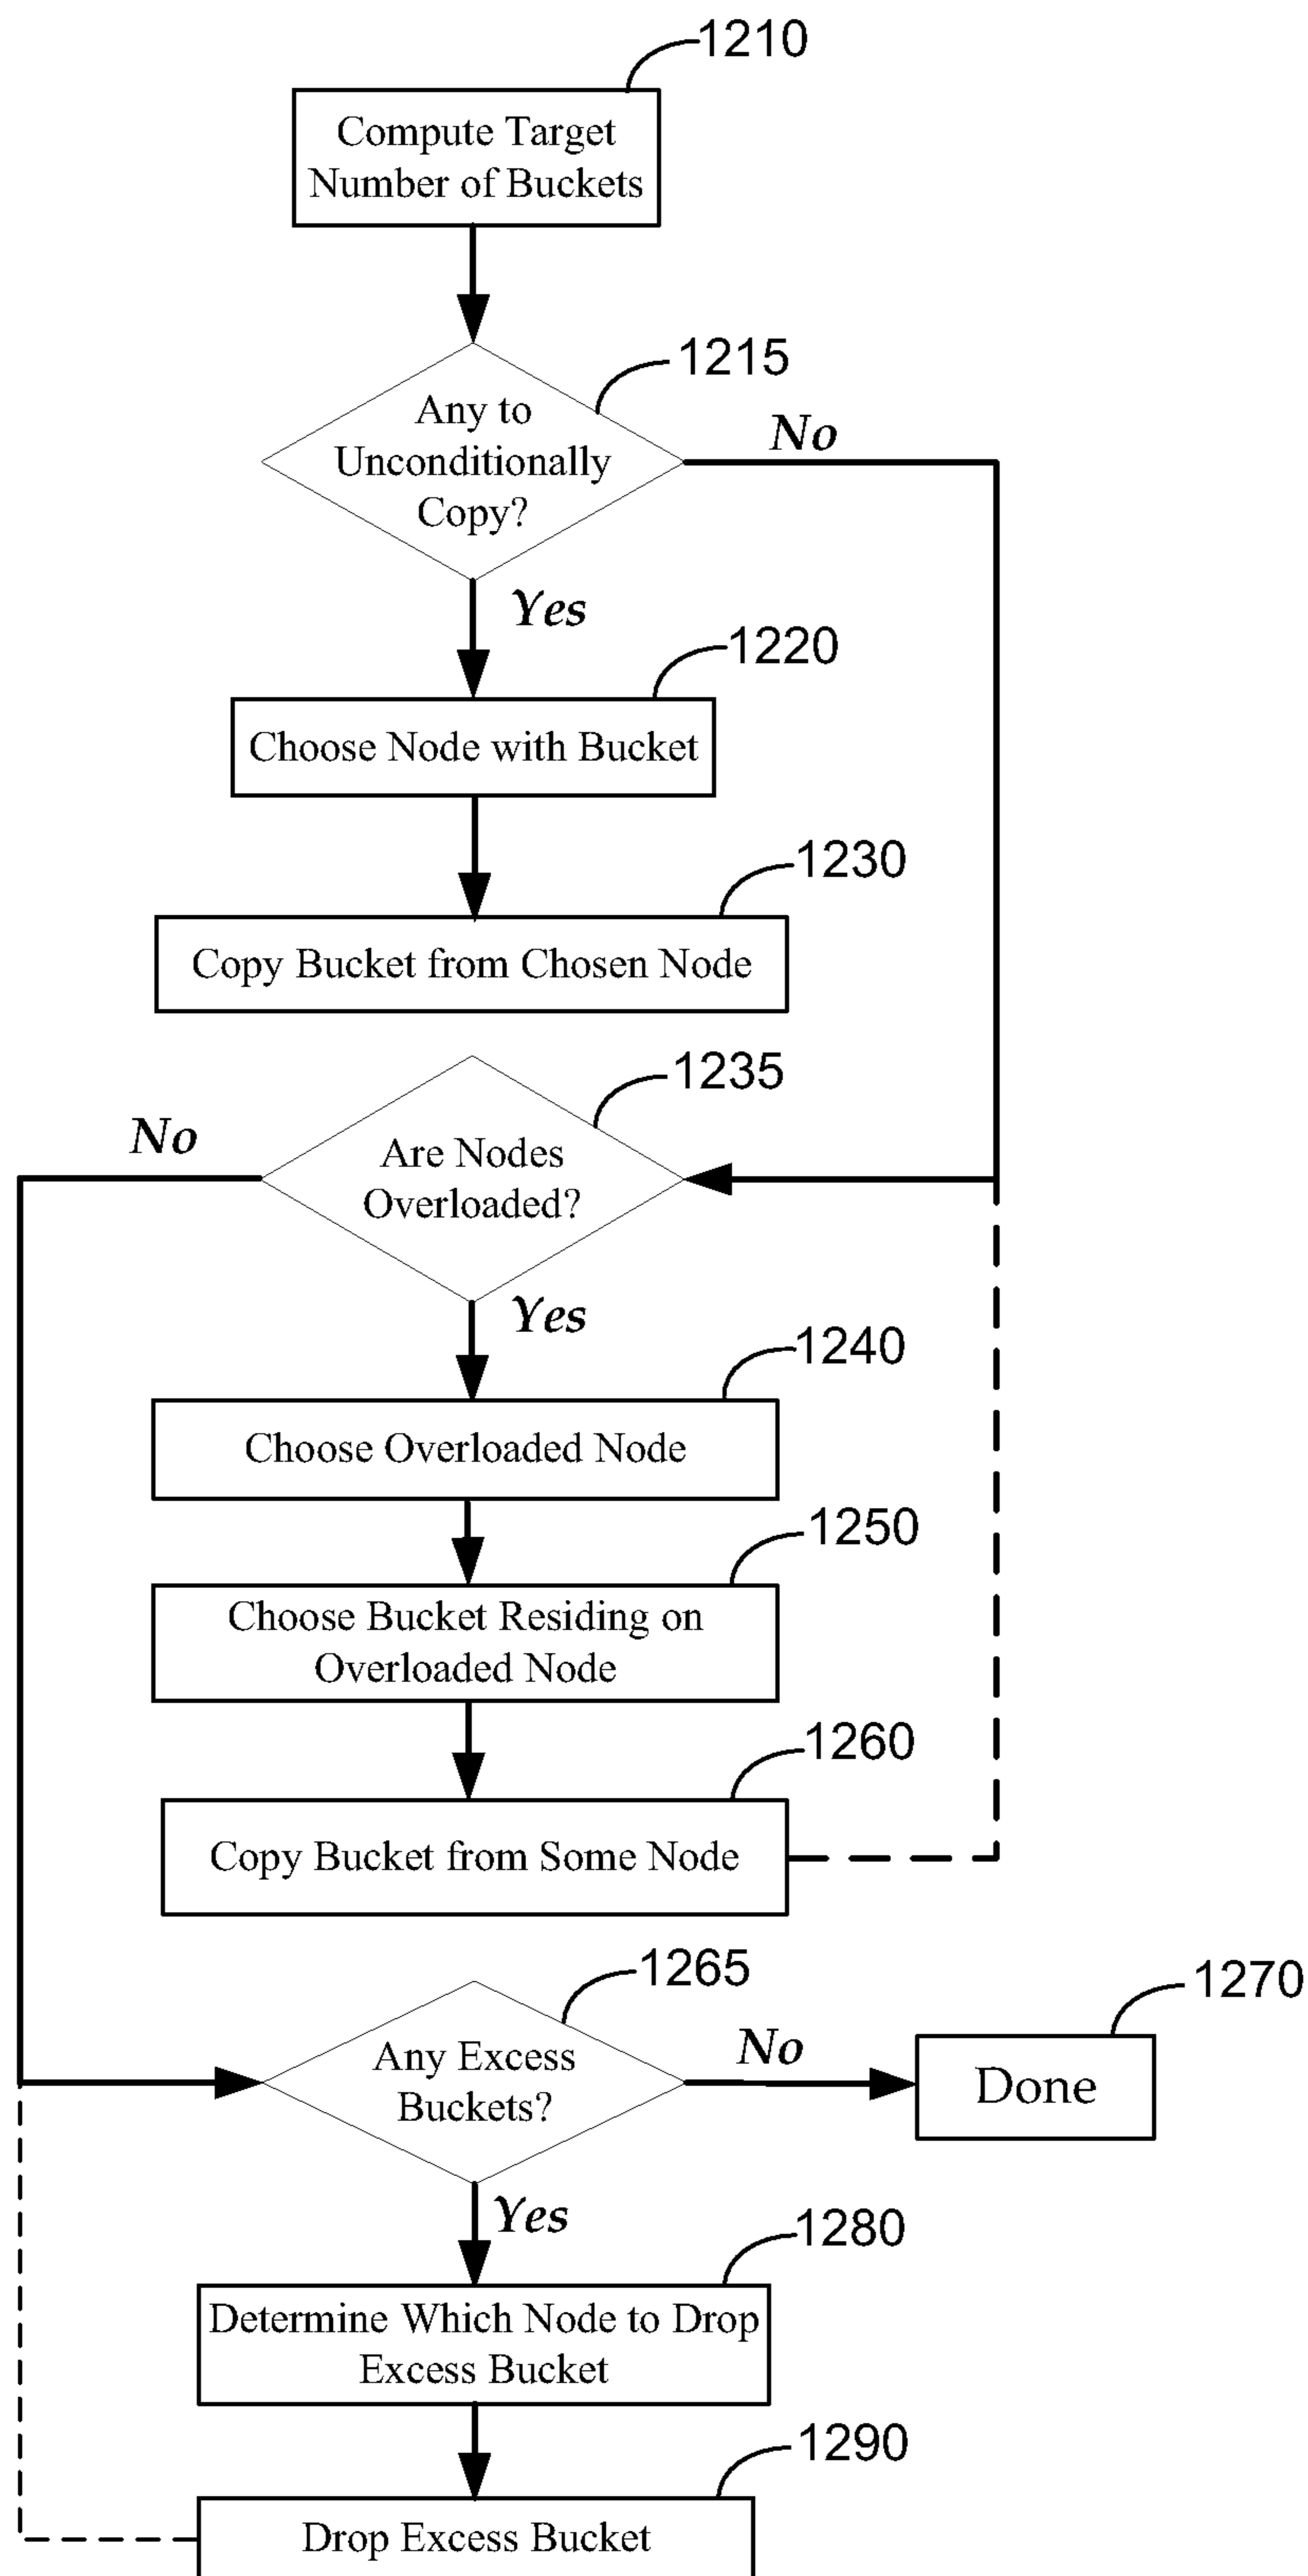 1210
Compute Target
Number of Buckets
1215
Any to
Unconditionally
Copy?
No
Yes
1220
Choose Node with Bucket
1230
Copy Bucket from Chosen Node
1235
No
Are Nodes
Overloaded?
Yes
1240
Choose Overloaded Node
1250
Choose Bucket Residing on
Overloaded Node
1260
Copy Bucket from Some Node
1265
1270
Any Excess
Buckets?
No
Done
Yes
1280
Determine Which Node to Drop
Excess Bucket
1290
Drop Excess Bucket